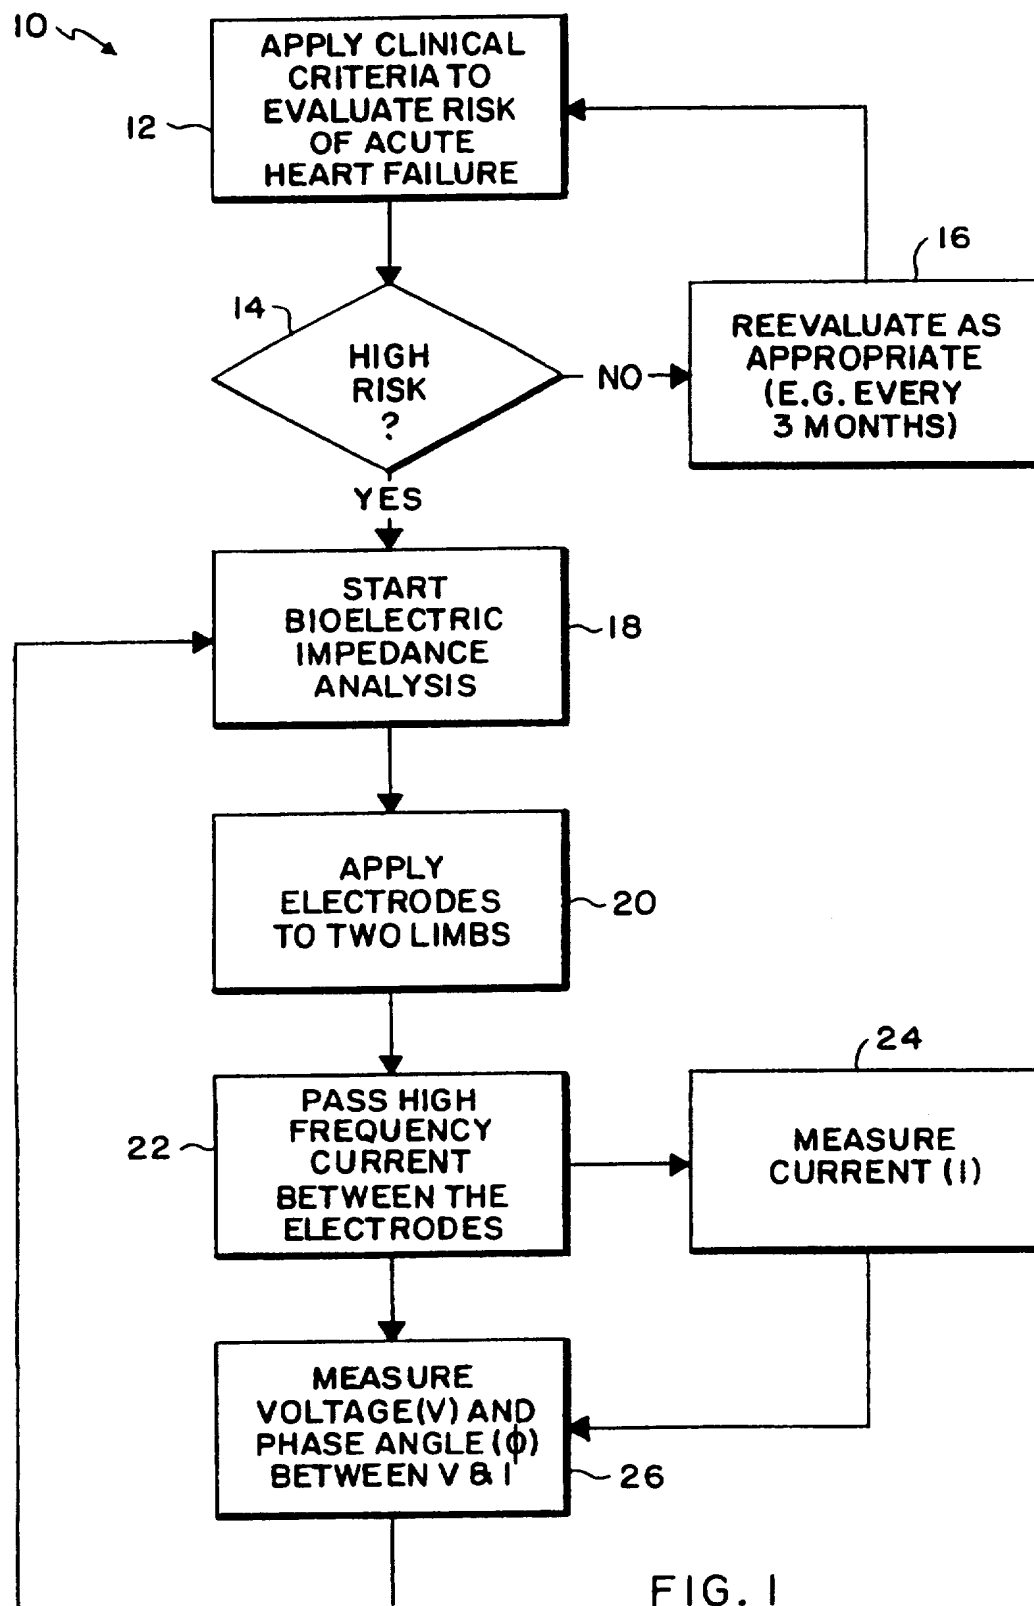 10
APPLY CLINICAL
CRITERIA TO
EVALUATE RISK
OF ACUTE
HEART FAILURE
12
16
14
HIGH
RISK
?
NO
REEVALUATE AS
APPROPRIATE
(E.G. EVERY
3 MONTHS)
YES
START
BIOELECTRIC
IMPEDANCE
ANALYSIS
18
APPLY
ELECTRODES
TO TWO LIMBS
20
PASS HIGH
FREQUENCY
CURRENT
BETWEEN THE
ELECTRODES
22
24
MEASURE
CURRENT (I)
MEASURE
VOLTAGE(V) AND
PHASE ANGLE (ϕ)
BETWEEN V & I
26
FIG. 1